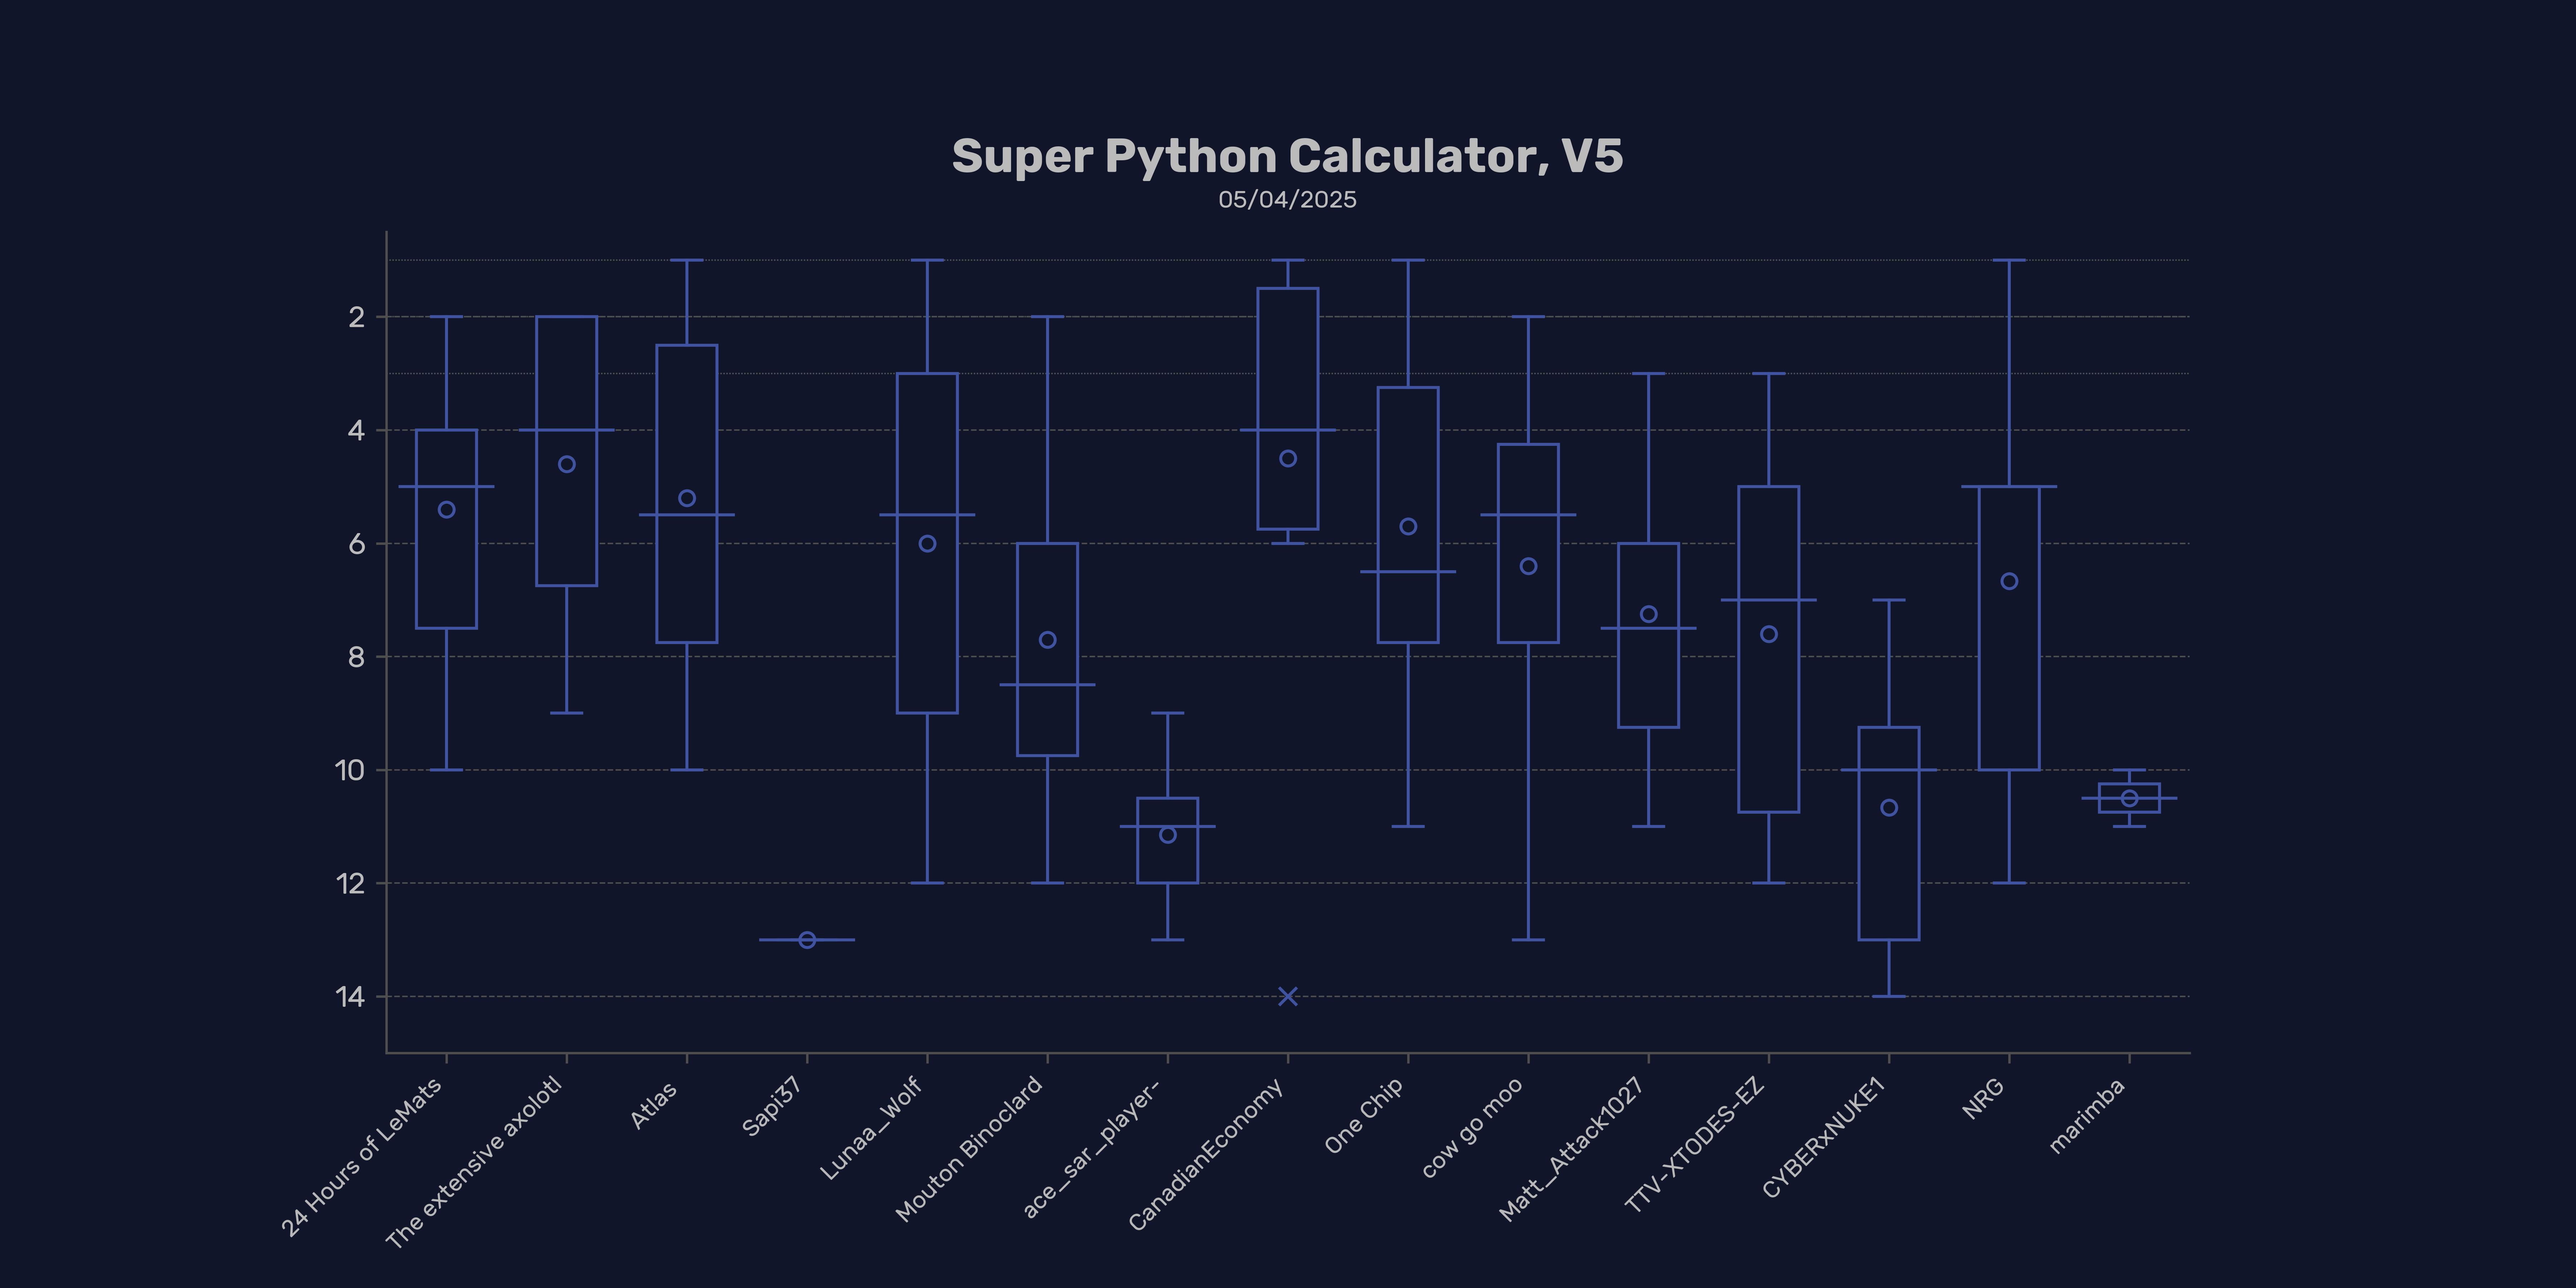 Super Python Calculator, V5
05/04/2025
2
4
6
8
10
12
14
24 Hours of LeMats
The extensive axolotl
Atlas
Sapi37
Lunaa_Wolf
Mouton Binoclard
ace_sar_player-
CanadianEconomy
One Chip
cow go moo
Matt_Attack1027
TTV-XTODES-EZ
CYBERxNUKE1
NRG
marimba